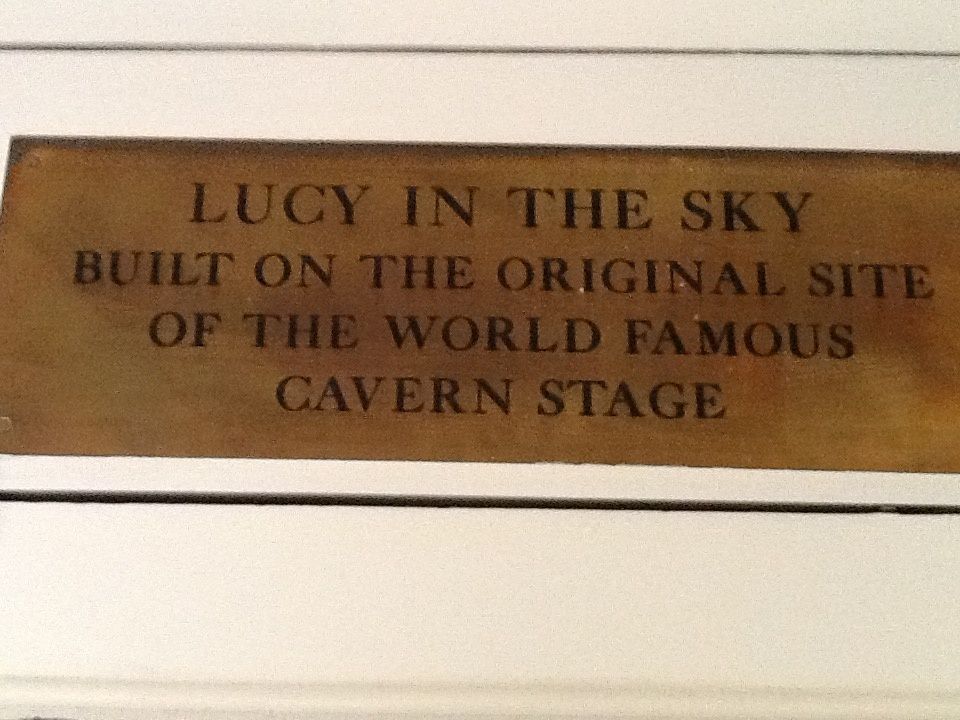 LUCY IN THE SKY
BUILT ON THE ORIGINAL SITE
OF THE WORLD FAMOUS
CAVERN STAGE